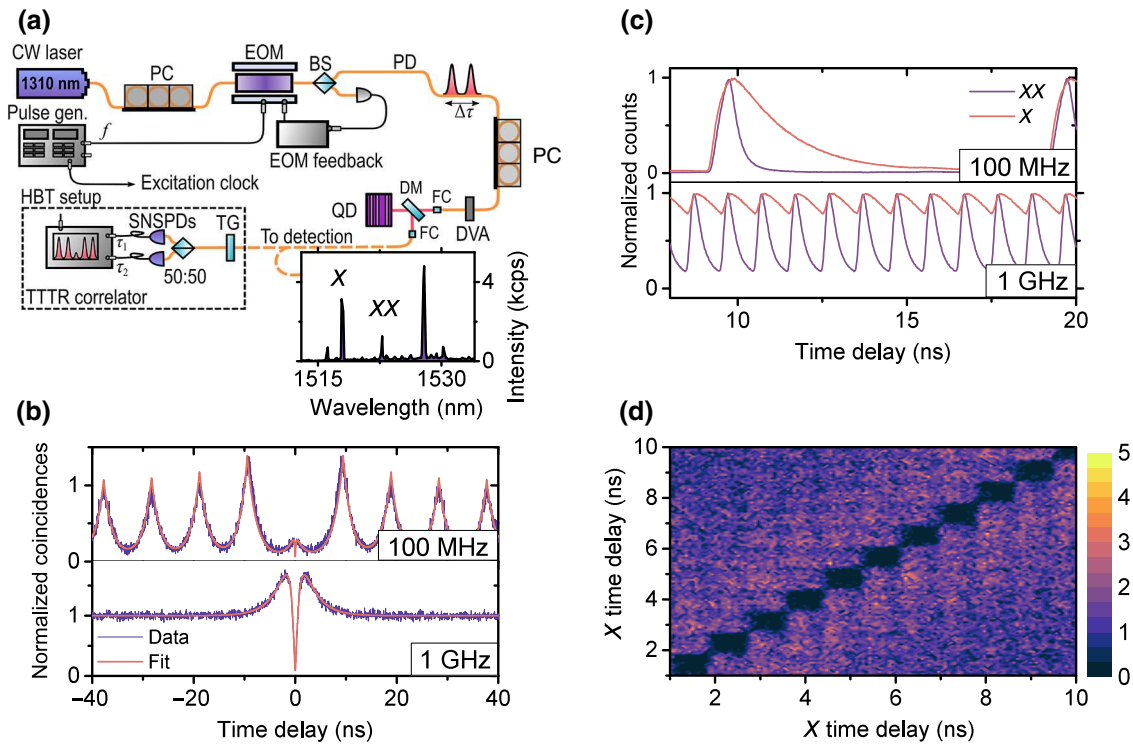 (a)
CW laser
1310 nm
PC
EOM
BS
PD
Δτ
Pulse gen.
f
EOM feedback
PC
Excitation clock
HBT setup
SNSPDs
TG
τ1
τ2
50:50
TTTR correlator
To detection
QD
DM
FC
FC
DVA
X
XX
4
0
Intensity (kcps)
1515
1530
Wavelength (nm)
(b)
Normalized coincidences
1
0
100 MHz
1
0
Data
Fit
1 GHz
−40
−20
0
20
40
Time delay (ns)
(c)
Normalized counts
1
0
XX
X
100 MHz
1
0
1 GHz
10
15
20
Time delay (ns)
(d)
X time delay (ns)
10
8
6
4
2
2
4
6
8
10
X time delay (ns)
5
4
3
2
1
0